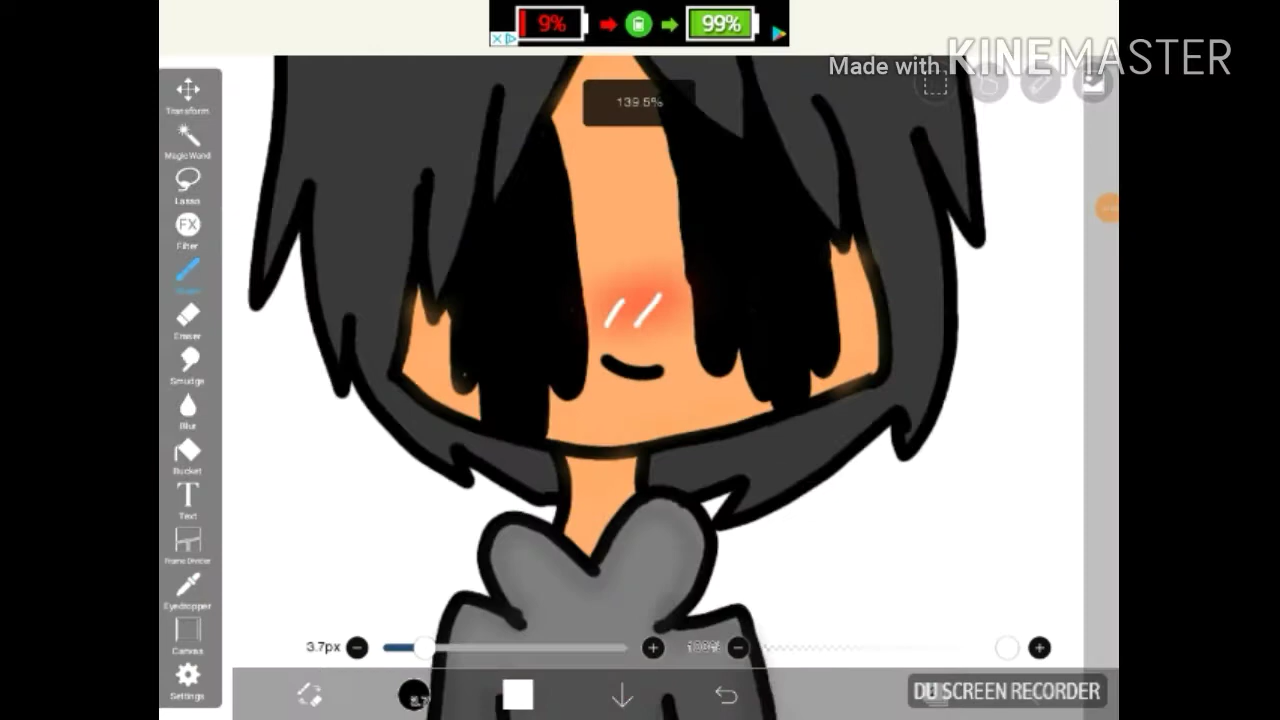 9% 99%
Made with KINEMASTER
139.5%
Transform
Magic Wand
Lasso
FX
Filter
Eraser
Smudge
Blur
Bucket
T
Text
Frame Divider
Eyedropper
Canvas
Settings
3.7px
100%
DU SCREEN RECORDER